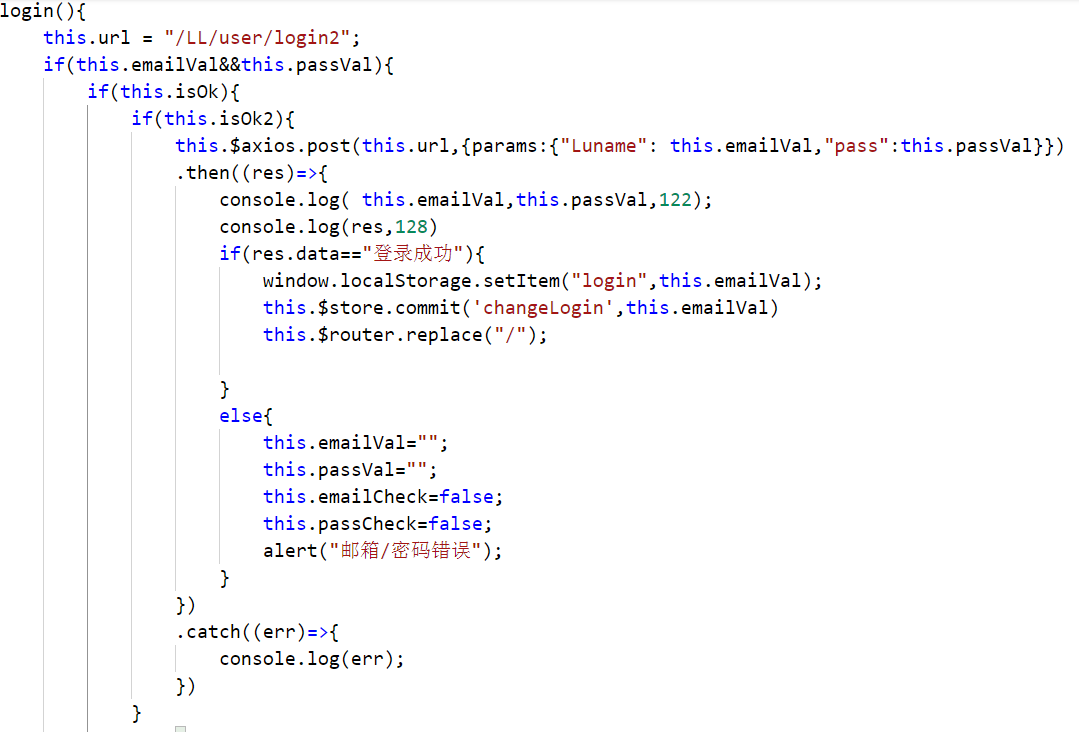 login(){
this.url = "/LL/user/login2";
if(this.emailVal&&this.passVal){
if(this.isOk){
if(this.isOk2){
this.$axios.post(this.url,{params:{"Luname": this.emailVal,"pass":this.passVal}})
.then((res)=>{
console.log( this.emailVal,this.passVal,122);
console.log(res,128)
if(res.data=="登录成功"){
window.localStorage.setItem("login",this.emailVal);
this.$store.commit('changeLogin',this.emailVal)
this.$router.replace("/");
}
else{
this.emailVal="";
this.passVal="";
this.emailCheck=false;
this.passCheck=false;
alert("邮箱/密码错误");
}
})
.catch((err)=>{
console.log(err);
})
}